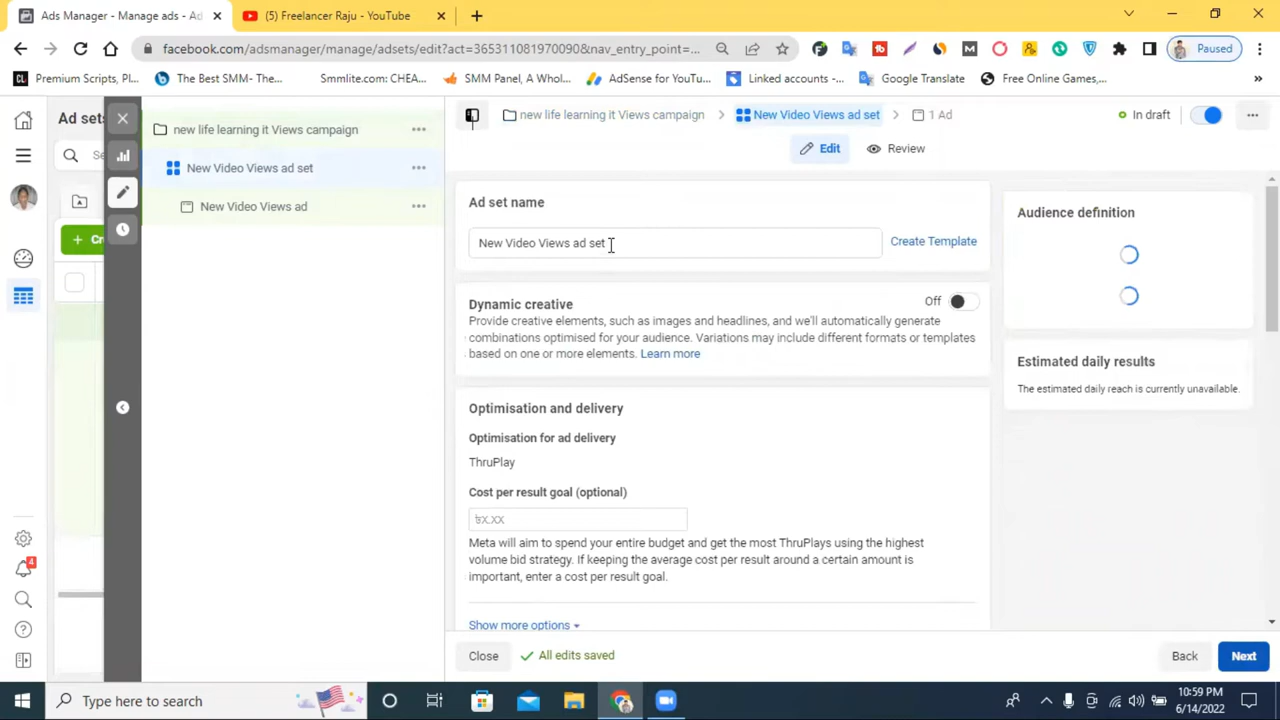 Ads Manager - Manage ads - Ad
(5) Freelancer Raju - YouTube
facebook.com/adsmanager/manage/adsets/edit?act=365311081970090&nav_entry_point=...
Paused
Premium Scripts, Pl...
The Best SMM- The...
Smmlite.com: CHEA...
SMM Panel, A Whol...
AdSense for YouTu...
Linked accounts -...
Google Translate
Free Online Games,...
»
Ad sets
new life learning it Views campaign
New Video Views ad set
New Video Views ad
new life learning it Views campaign
New Video Views ad set
1 Ad
In draft
Edit
Review
Ad set name
New Video Views ad set
Create Template
Dynamic creative
Off
Provide creative elements, such as images and headlines, and we'll automatically generate
combinations optimised for your audience. Variations may include different formats or templates
based on one or more elements. Learn more
Optimisation and delivery
Optimisation for ad delivery
ThruPlay
Cost per result goal (optional)
৳X.XX
Meta will aim to spend your entire budget and get the most ThruPlays using the highest
volume bid strategy. If keeping the average cost per result around a certain amount is
important, enter a cost per result goal.
Show more options
Audience definition
Estimated daily results
The estimated daily reach is currently unavailable.
Close
All edits saved
Back
Next
4
Type here to search
10:59 PM
6/14/2022